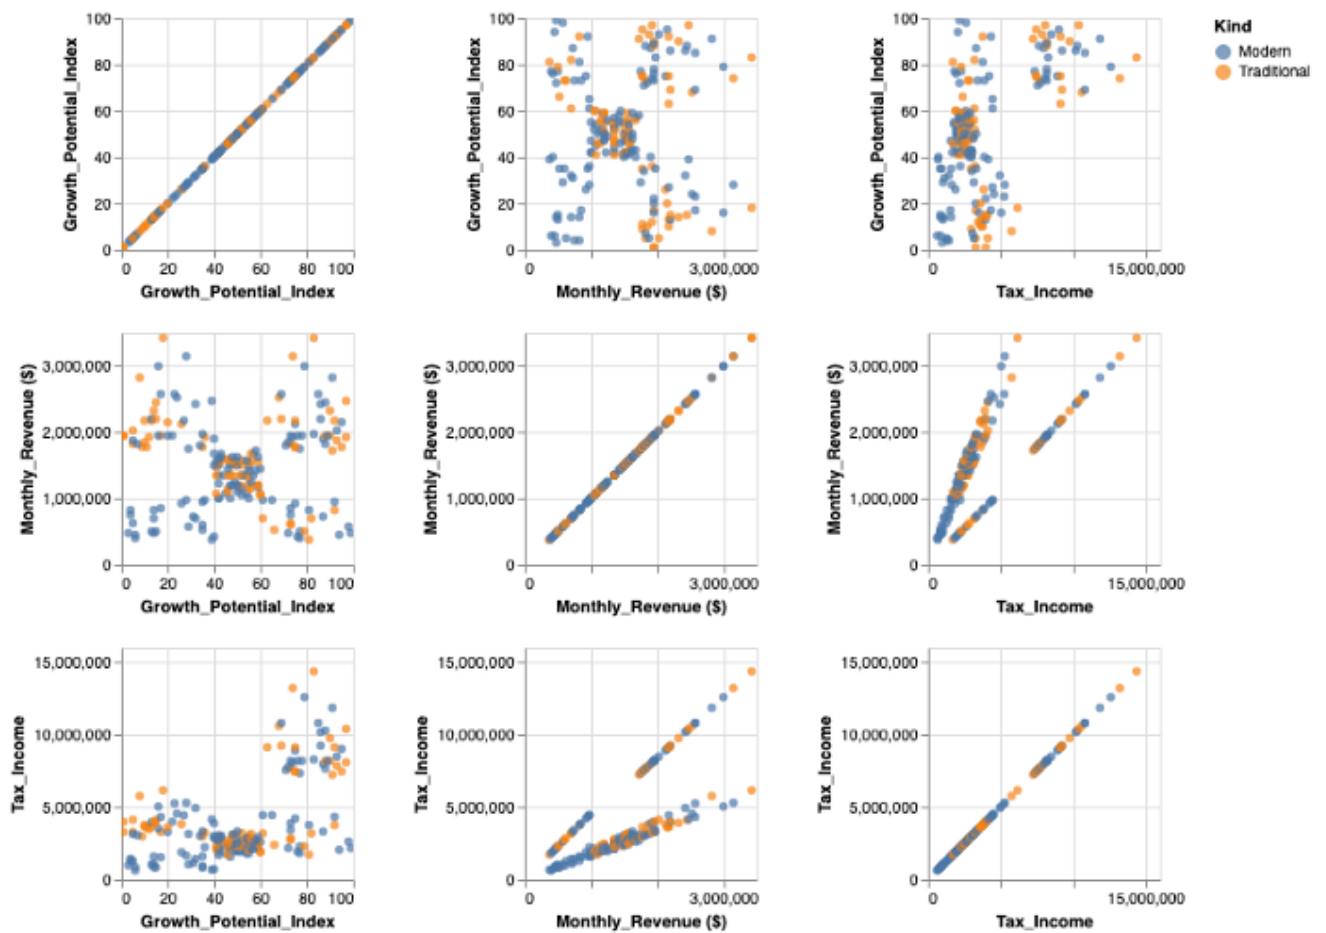 100
80
60
40
20
0
Growth_Potential_Index
0 20 40 60 80 100
Growth_Potential_Index
100
80
60
40
20
0
Growth_Potential_Index
0 3,000,000
Monthly_Revenue ($)
100
80
60
40
20
0
Growth_Potential_Index
0 15,000,000
Tax_Income
Kind
Modern
Traditional
3,000,000
2,000,000
1,000,000
0
Monthly_Revenue ($)
0 20 40 60 80 100
Growth_Potential_Index
3,000,000
2,000,000
1,000,000
0
Monthly_Revenue ($)
0 3,000,000
Monthly_Revenue ($)
3,000,000
2,000,000
1,000,000
0
Monthly_Revenue ($)
0 15,000,000
Tax_Income
15,000,000
10,000,000
5,000,000
0
Tax_Income
0 20 40 60 80 100
Growth_Potential_Index
15,000,000
10,000,000
5,000,000
0
Tax_Income
0 3,000,000
Monthly_Revenue ($)
15,000,000
10,000,000
5,000,000
0
Tax_Income
0 15,000,000
Tax_Income